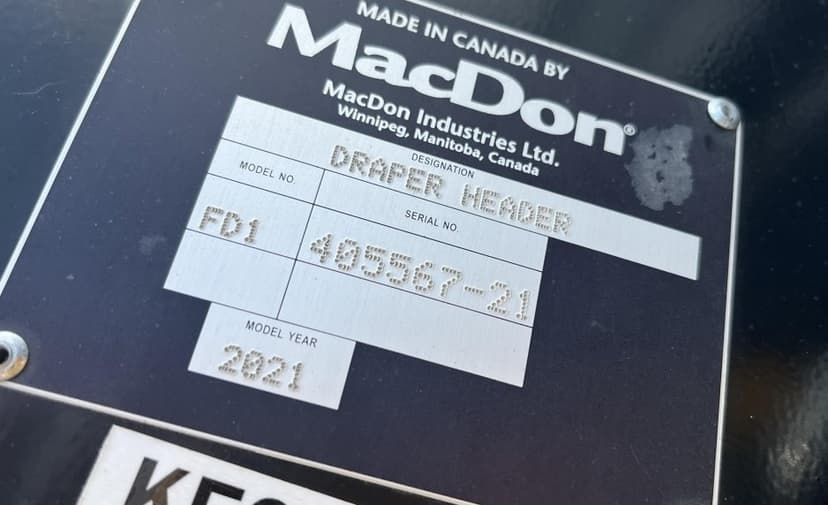 MADE IN CANADA BY
MacDon®
MacDon Industries Ltd.
Winnipeg, Manitoba, Canada
DESIGNATION
DRAPER HEADER
MODEL NO.
SERIAL NO.
FD1
405567-21
MODEL YEAR
2021